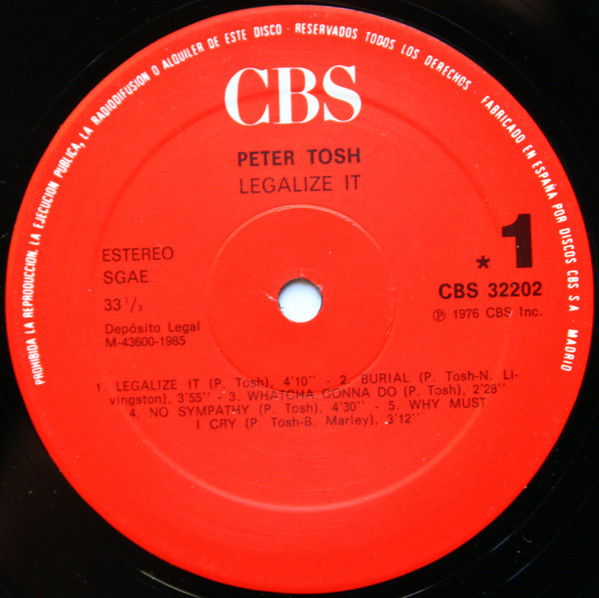 PROHIBIDA LA REPRODUCCION, LA EJECUCION PUBLICA, LA RADIODIFUSION O ALQUILER DE ESTE DISCO - RESERVADOS TODOS LOS DERECHOS - FABRICADO EN ESPAÑA POR DISCOS CBS S A MADRID
CBS
PETER TOSH
LEGALIZE IT
ESTEREO
SGAE
33 1/3
Depósito Legal
M-43600-1985
* 1
CBS 32202
Ⓟ 1976 CBS Inc.
1. LEGALIZE IT (P. Tosh), 4'10'' - 2. BURIAL (P. Tosh-N. Li-
vingston), 3'55'' - 3. WHATCHA GONNA DO (P. Tosh), 2'28''
4. NO SYMPATHY (P. Tosh), 4'30'' - 5. WHY MUST
I CRY (P. Tosh-B. Marley), 3'12''